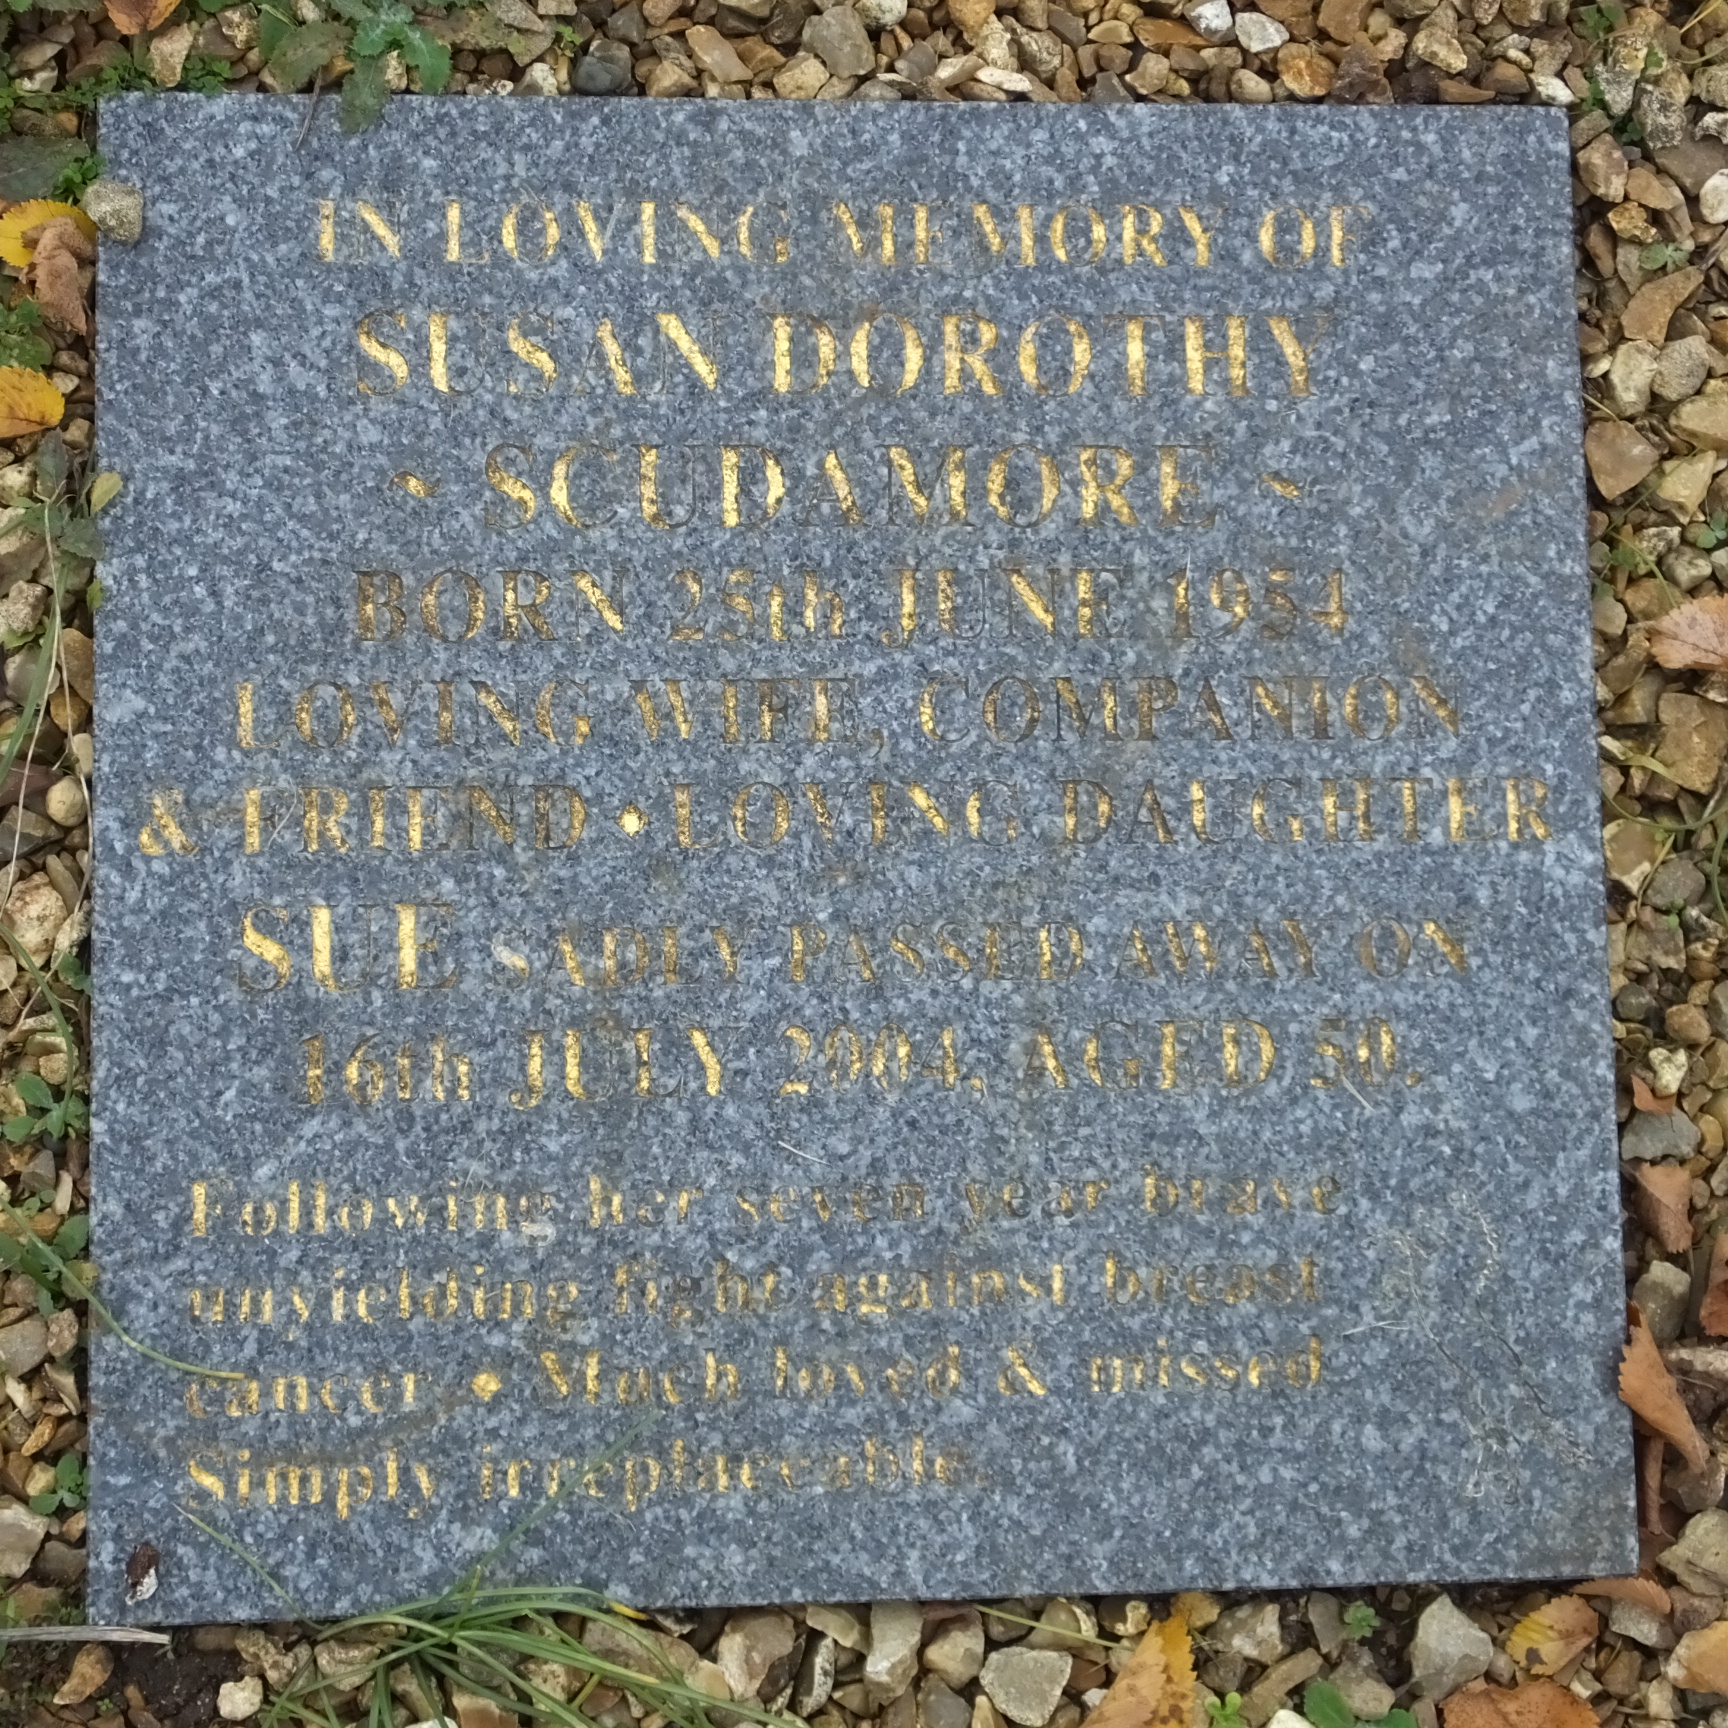 IN LOVING MEMORY OF
SUSAN DOROTHY
~ SCUDAMORE ~
BORN 25th JUNE 1954
LOVING WIFE, COMPANION
& FRIEND • LOVING DAUGHTER
SUE SADLY PASSED AWAY ON
16th JULY 2004, AGED 50.
Following her seven year brave
unyielding fight against breast
cancer • Much loved & missed
Simply irreplaceable.